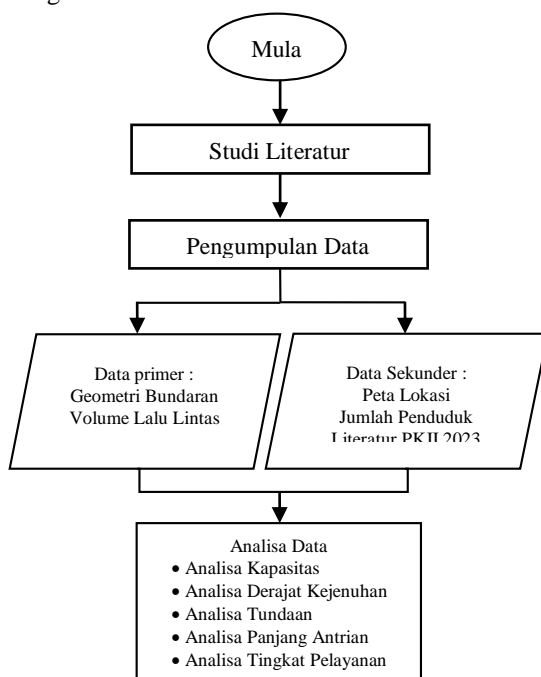 Mula
Studi Literatur
Pengumpulan Data
Data primer :
Geometri Bundaran
Volume Lalu Lintas
Data Sekunder :
Peta Lokasi
Jumlah Penduduk
Literatur PKJI 2023
Analisa Data
• Analisa Kapasitas
• Analisa Derajat Kejenuhan
• Analisa Tundaan
• Analisa Panjang Antrian
• Analisa Tingkat Pelayanan